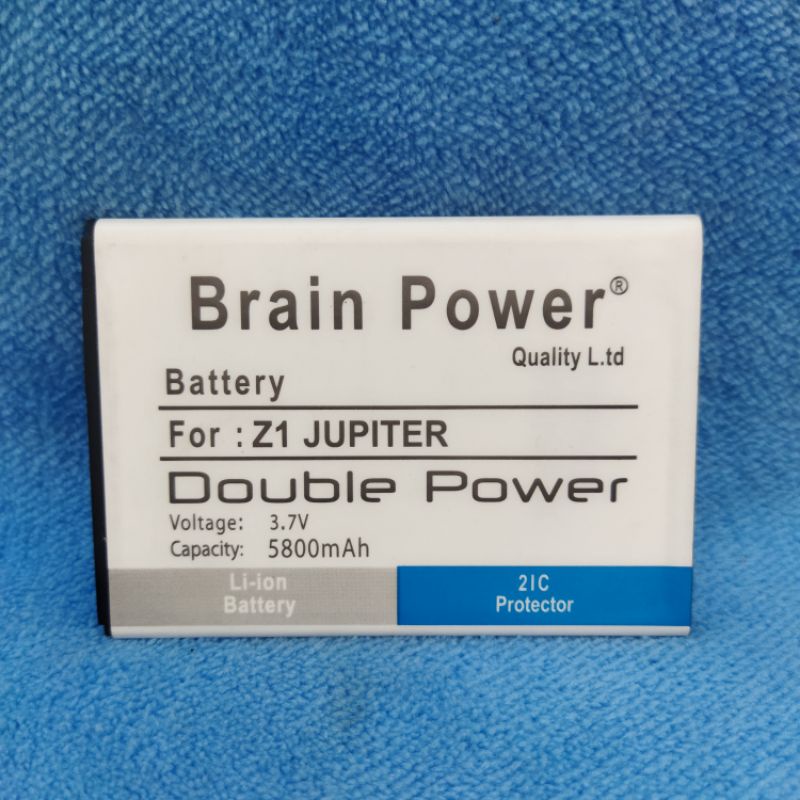 Brain Power®
Quality L.td
Battery
For : Z1 JUPITER
Double Power
Voltage: 3.7V
Capacity: 5800mAh
Li-ion
Battery
2IC
Protector